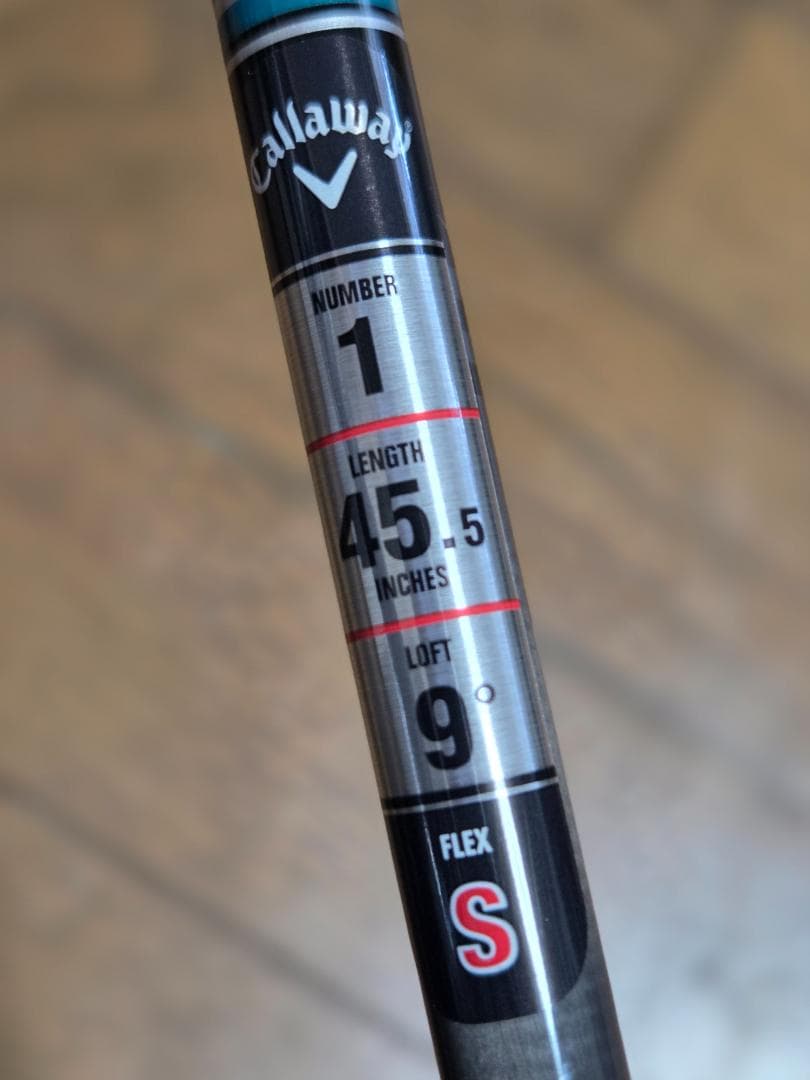 Callaway®
NUMBER
1
LENGTH
45.5
INCHES
LOFT
9°
FLEX
S